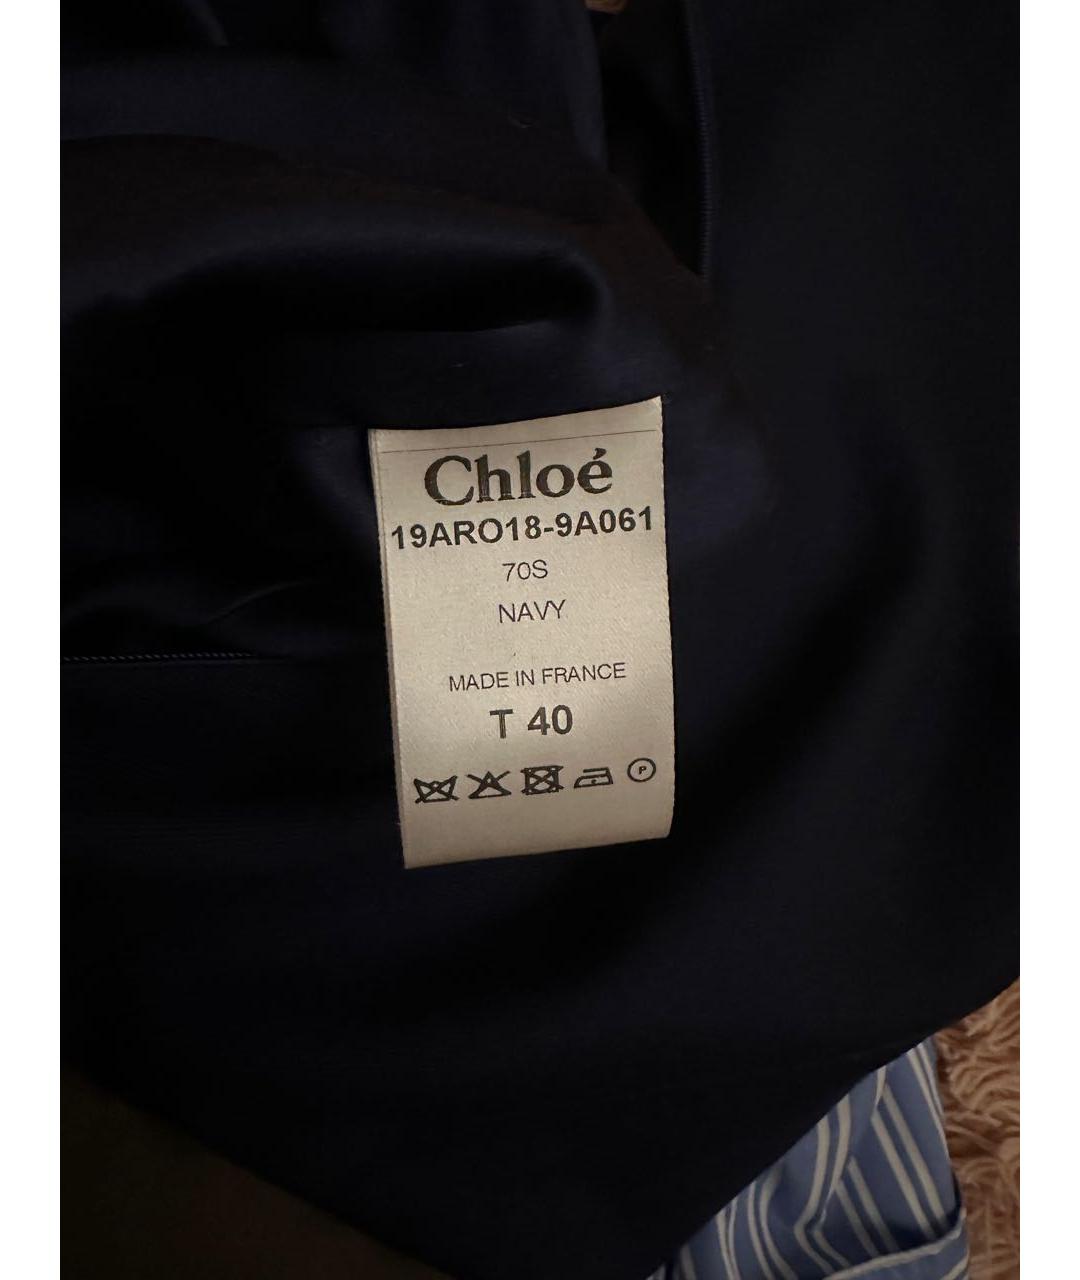 Chloé
19ARO18-9A061
70S
NAVY
MADE IN FRANCE
T 40
P